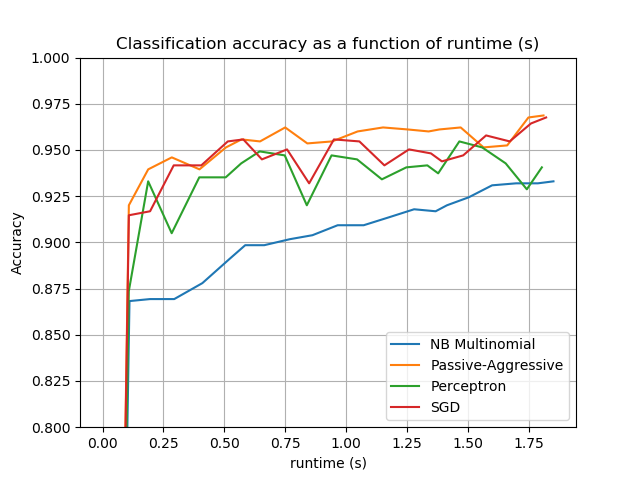 Classification accuracy as a function of runtime (s)
1.000
0.975
0.950
0.925
0.900
0.875
0.850
0.825
0.800
Accuracy
NB Multinomial
Passive-Aggressive
Perceptron
SGD
0.00 0.25 0.50 0.75 1.00 1.25 1.50 1.75
runtime (s)